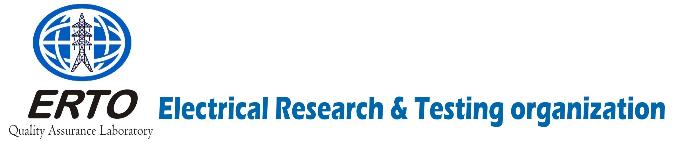 ERTO
Quality Assurance Laboratory
Electrical Research & Testing organization